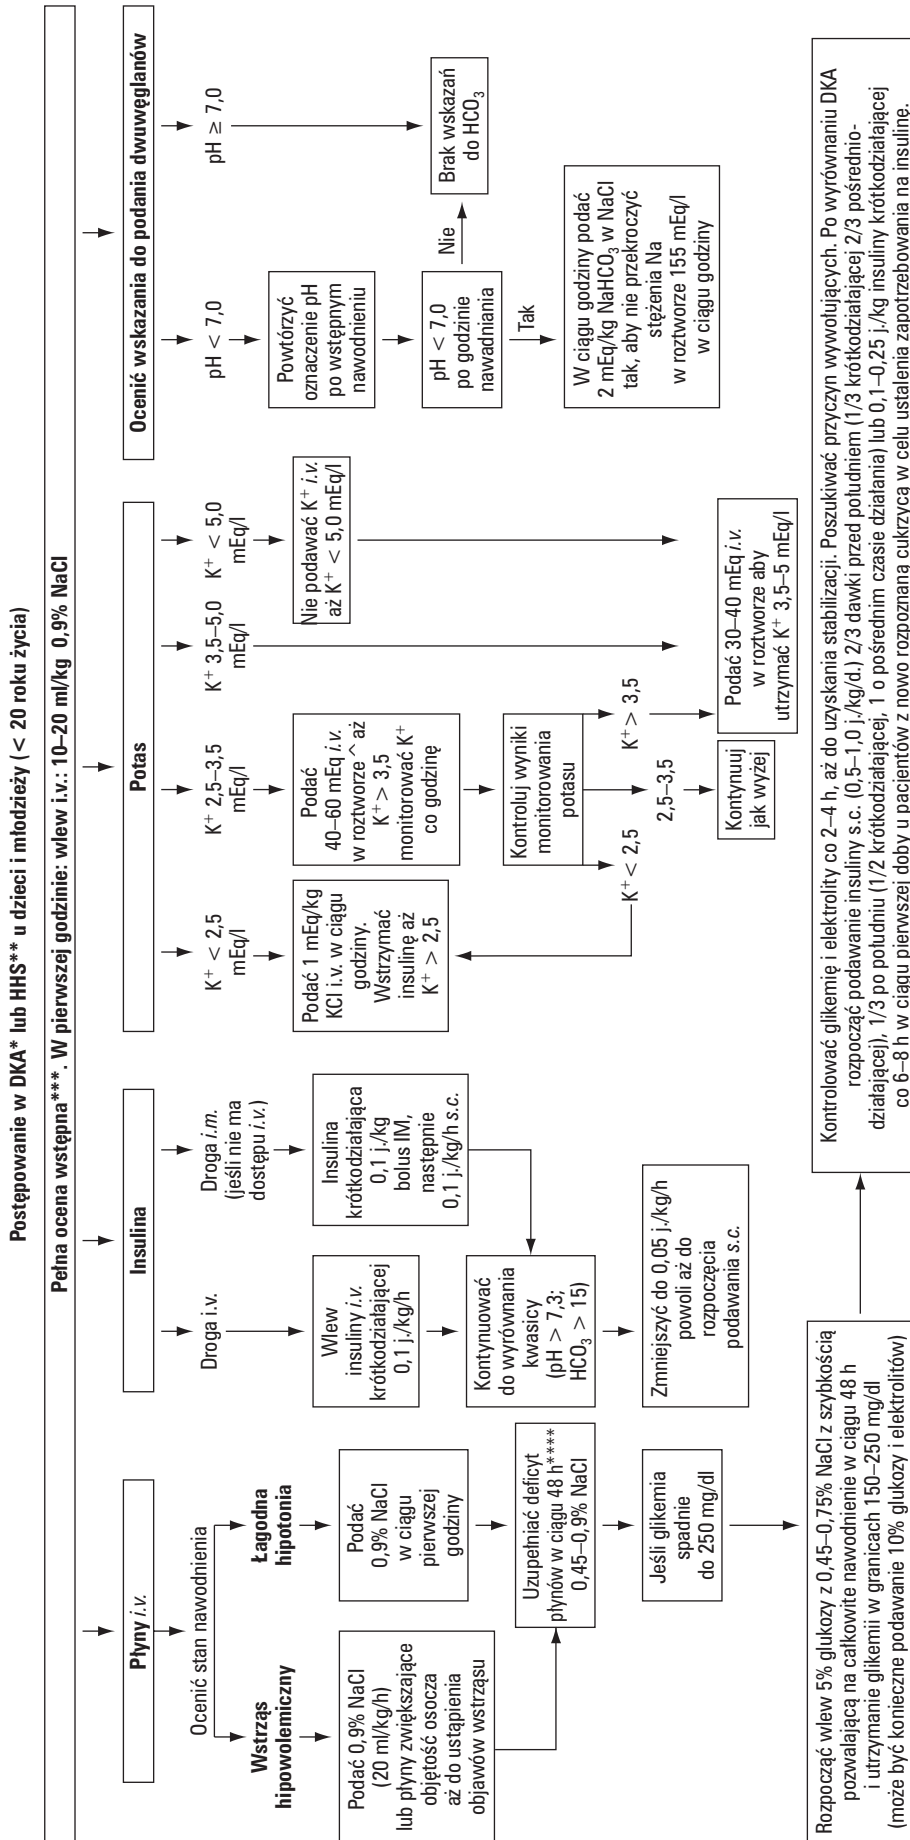 Postępowanie w DKA* lub HHS** u dzieci i młodzieży (< 20 roku życia)
Pełna ocena wstępna***. W pierwszej godzinie: wlew i.v.: 10–20 ml/kg 0,9% NaCl
Płyny i.v.
Ocenić stan nawodnienia
Wstrząs
hipowolemiczny
Podać 0,9% NaCl
(20 ml/kg/h)
lub płyny zwiększające
objętość osocza
aż do ustąpienia
objawów wstrząsu
Łagodna
hipotonia
Podać
0,9% NaCl
w ciągu
pierwszej
godziny
Uzupełniać deficyt
płynów w ciągu 48 h****
0,45–0,9% NaCl
Jeśli glikemia
spadnie
do 250 mg/dl
Insulina
Droga i.v.
Wlew
insuliny i.v.
krótkodziałającej
0,1 j./kg/h
Droga i.m.
(jeśli nie ma
dostępu i.v.)
Insulina
krótkodziałająca
0,1 j./kg
bolus IM,
następnie
0,1 j./kg/h s.c.
Kontynuować
do wyrównania
kwasicy
(pH > 7,3;
HCO3 > 15)
Zmniejszyć do 0,05 j./kg/h
powoli aż do
rozpoczęcia
podawania s.c.
Potas
K+ < 2,5
mEq/l
Podać 1 mEq/kg
KCl i.v. w ciągu
godziny.
Wstrzymać
insulinę aż
K+ > 2,5
K+ 2,5–3,5
mEq/l
Podać
40–60 mEq i.v.
w roztworze ^ aż
K+ > 3,5
monitorować K+
co godzinę
Kontroluj wyniki
monitorowania
potasu
K+ < 2,5
2,5–3,5
K+ > 3,5
Kontynuuj
jak wyżej
K+ 3,5–5,0
mEq/l
K+ < 5,0
mEq/l
Nie podawać K+ i.v.
aż K+ < 5,0 mEq/l
Podać 30–40 mEq i.v.
w roztworze aby
utrzymać K+ 3,5–5 mEq/l
Ocenić wskazania do podania dwuwęglanów
pH < 7,0
Powtórzyć
oznaczenie pH
po wstępnym
nawodnieniu
pH < 7,0
po godzinie
nawadniania
Nie
Tak
pH ≥ 7,0
Brak wskazań
do HCO3
W ciągu godziny podać
2 mEq/kg NaHCO3 w NaCl
tak, aby nie przekroczyć
stężenia Na
w roztworze 155 mEq/l
w ciągu godziny
Rozpocząć wlew 5% glukozy z 0,45–0,75% NaCl z szybkością
pozwalającą na całkowite nawodnienie w ciągu 48 h
i utrzymanie glikemii w granicach 150–250 mg/dl
(może być konieczne podawanie 10% glukozy i elektrolitów)
Kontrolować glikemię i elektrolity co 2–4 h, aż do uzyskania stabilizacji. Poszukiwać przyczyn wywołujących. Po wyrównaniu DKA
rozpocząć podawanie insuliny s.c. (0,5–1,0 j./kg/d.) 2/3 dawki przed południem (1/3 krótkodziałającej 2/3 pośrednio-
działającej), 1/3 po południu (1/2 krótkodziałającej, 1 o pośrednim czasie działania) lub 0,1–0,25 j./kg insuliny krótkodziałającej
co 6–8 h w ciągu pierwszej doby u pacjentów z nowo rozpoznaną cukrzycą w celu ustalenia zapotrzebowania na insulinę.